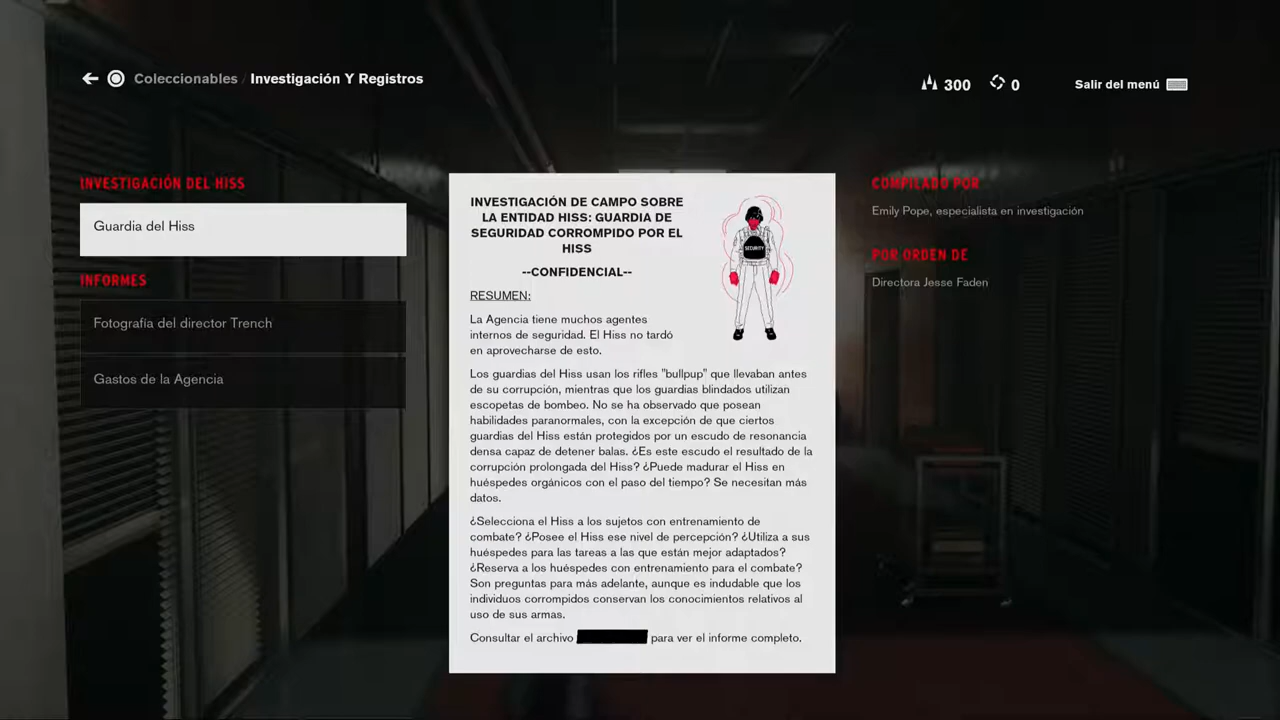 Coleccionables / Investigación Y Registros
300
0
Salir del menú
INVESTIGACIÓN DEL HISS
Guardia del Hiss
INFORMES
Fotografía del director Trench
Gastos de la Agencia
INVESTIGACIÓN DE CAMPO SOBRE
LA ENTIDAD HISS: GUARDIA DE
SEGURIDAD CORROMPIDO POR EL
HISS
--CONFIDENCIAL--
RESUMEN:
La Agencia tiene muchos agentes
internos de seguridad. El Hiss no tardó
en aprovecharse de esto.
SECURITY
Los guardias del Hiss usan los rifles "bullpup" que llevaban antes
de su corrupción, mientras que los guardias blindados utilizan
escopetas de bombeo. No se ha observado que posean
habilidades paranormales, con la excepción de que ciertos
guardias del Hiss están protegidos por un escudo de resonancia
densa capaz de detener balas. ¿Es este escudo el resultado de la
corrupción prolongada del Hiss? ¿Puede madurar el Hiss en
huéspedes orgánicos con el paso del tiempo? Se necesitan más
datos.
¿Selecciona el Hiss a los sujetos con entrenamiento de
combate? ¿Posee el Hiss ese nivel de percepción? ¿Utiliza a sus
huéspedes para las tareas a las que están mejor adaptados?
¿Reserva a los huéspedes con entrenamiento para el combate?
Son preguntas para más adelante, aunque es indudable que los
individuos corrompidos conservan los conocimientos relativos al
uso de sus armas.
Consultar el archivo para ver el informe completo.
COMPILADO POR
Emily Pope, especialista en investigación
POR ORDEN DE
Directora Jesse Faden